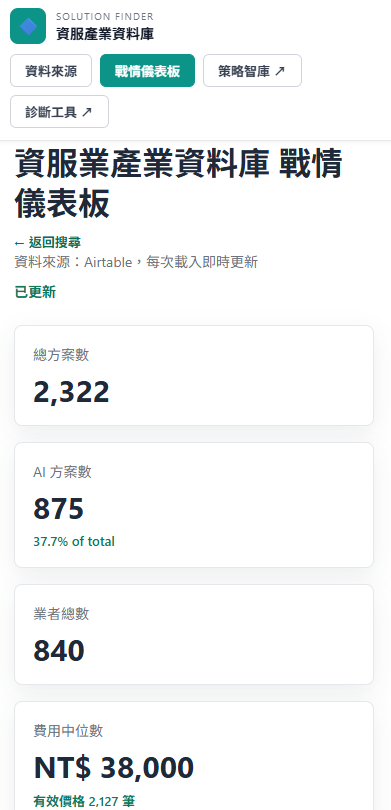 SOLUTION FINDER
資服產業資料庫
資料來源
戰情儀表板
策略智庫 ↗
診斷工具 ↗
資服業產業資料庫 戰情
儀表板
← 返回搜尋
資料來源：Airtable，每次載入即時更新
已更新
總方案數
2,322
AI 方案數
875
37.7% of total
業者總數
840
費用中位數
NT$ 38,000
有效價格 2,127 筆